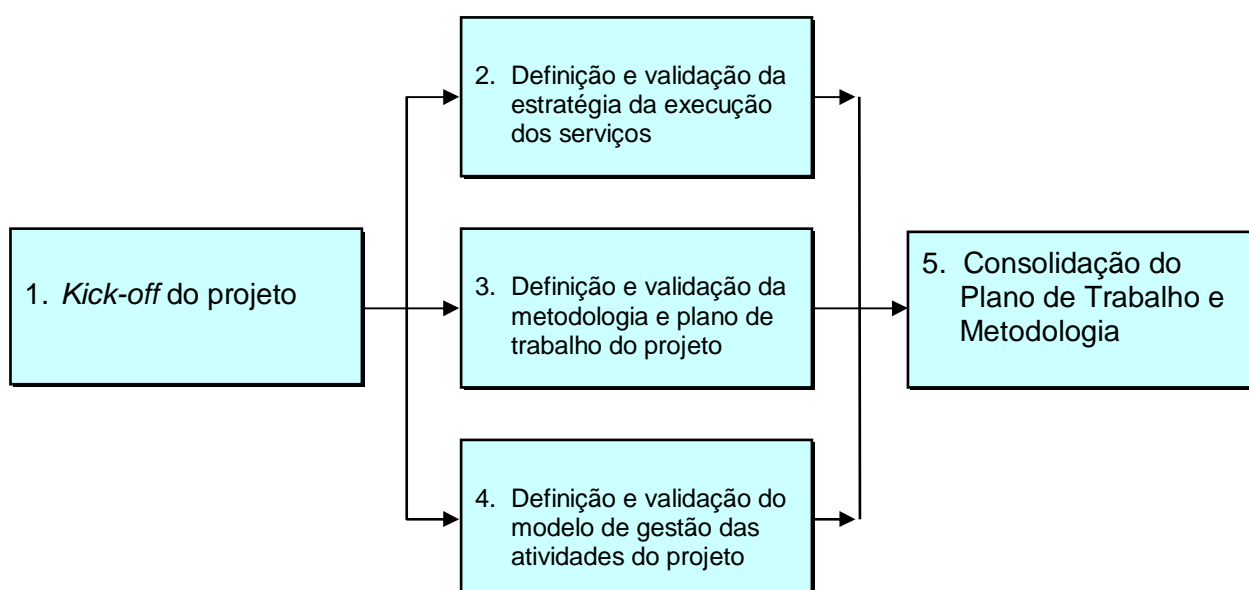 1. Kick-off do projeto
2. Definição e validação da
estratégia da execução
dos serviços
3. Definição e validação da
metodologia e plano de
trabalho do projeto
4. Definição e validação do
modelo de gestão das
atividades do projeto
5. Consolidação do
Plano de Trabalho e
Metodologia